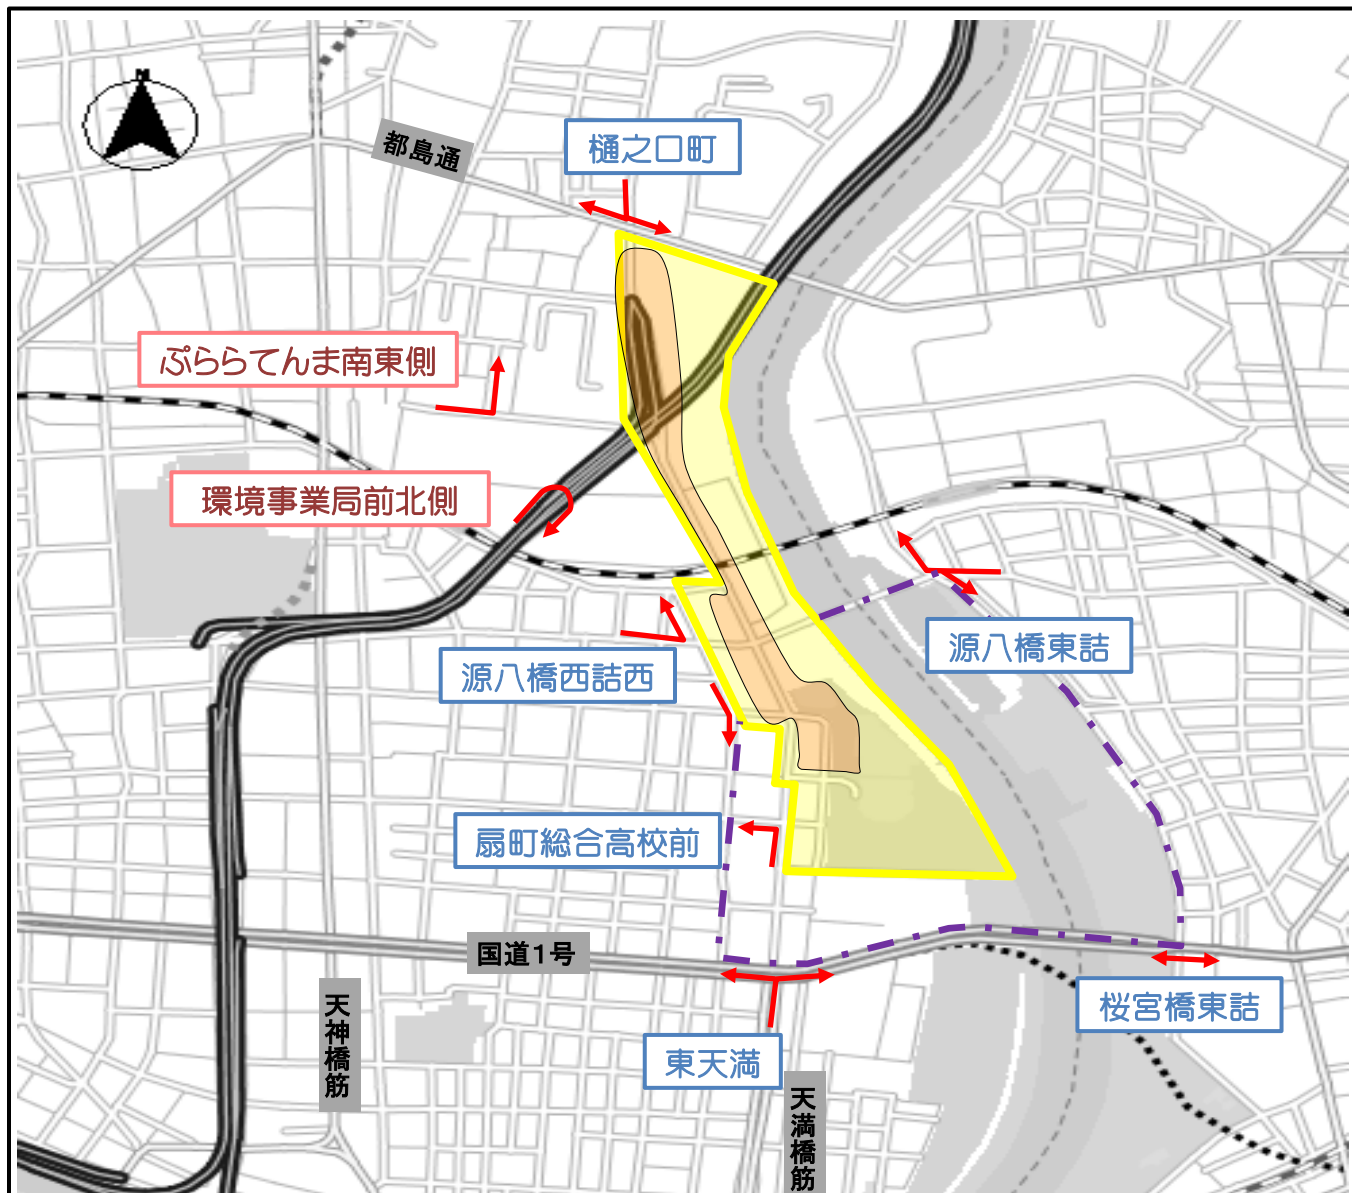 N
都島通
樋之口町
ぷららてんま南東側
環境事業局前北側
源八橋西詰西
源八橋東詰
扇町総合高校前
国道1号
桜宮橋東詰
天神橋筋
東天満
天満橋筋